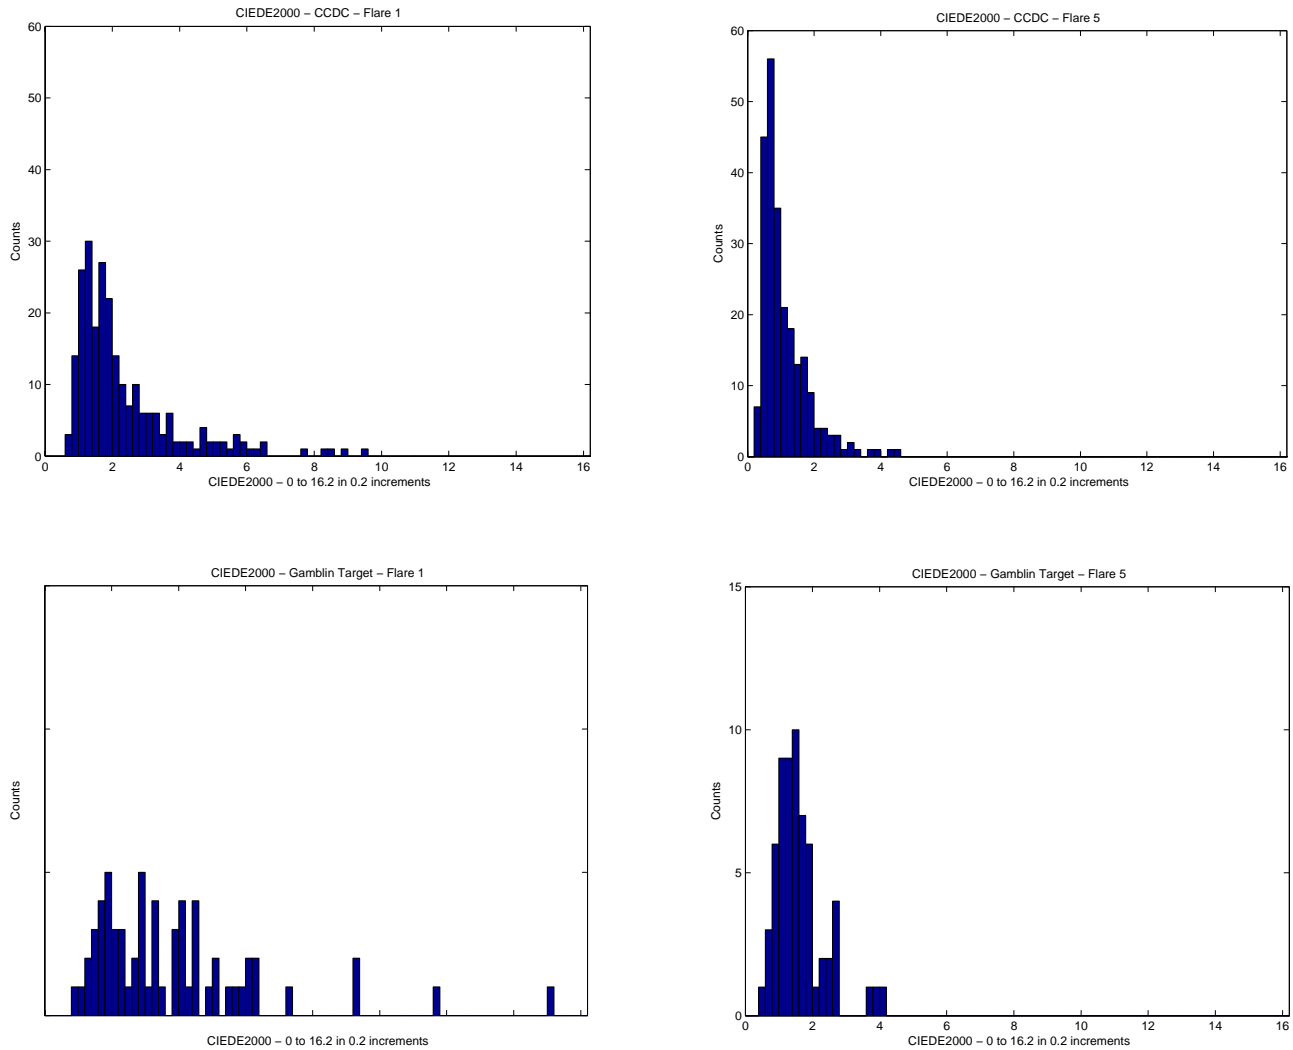 CIEDE2000 – CCDC – Flare 1
60
50
40
30
20
10
0
Counts
0 2 4 6 8 10 12 14 16
CIEDE2000 – 0 to 16.2 in 0.2 increments
CIEDE2000 – CCDC – Flare 5
60
50
40
30
20
10
0
Counts
0 2 4 6 8 10 12 14 16
CIEDE2000 – 0 to 16.2 in 0.2 increments
CIEDE2000 – Gamblin Target – Flare 1
Counts
CIEDE2000 – 0 to 16.2 in 0.2 increments
CIEDE2000 – Gamblin Target – Flare 5
15
10
5
0
Counts
0 2 4 6 8 10 12 14 16
CIEDE2000 – 0 to 16.2 in 0.2 increments